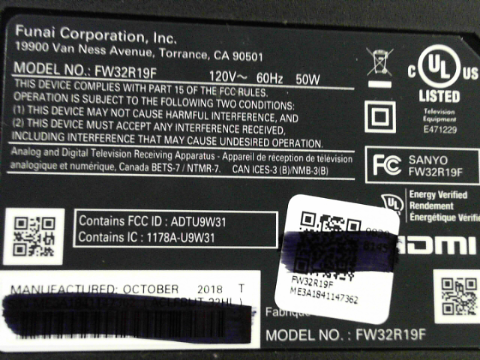 Funai Corporation, Inc.
19900 Van Ness Avenue, Torrance, CA 90501
MODEL NO.: FW32R19F 120V~ 60Hz 50W
THIS DEVICE COMPLIES WITH PART 15 OF THE FCC RULES.
OPERATION IS SUBJECT TO THE FOLLOWING TWO CONDITIONS:
(1) THIS DEVICE MAY NOT CAUSE HARMFUL INTERFERENCE, AND
(2) THIS DEVICE MUST ACCEPT ANY INTERFERENCE RECEIVED,
INCLUDING INTERFERENCE THAT MAY CAUSE UNDESIRED OPERATION.
Analog and Digital Television Receiving Apparatus - Appareil de réception de télévision
analogique et numérique, Canada BETS-7 / NTMR-7. CAN ICES-3 (B)/NMB-3(B)
C UL US
LISTED
Television
Equipment
E471229
FC SANYO
FW32R19F
UL Energy Verified
Rendement
Énergétique Vérifié
Contains FCC ID : ADTU9W31
Contains IC : 1178A-U9W31
FW32R19F
ME3A1841147362
HDMI
MANUFACTURED: OCTOBER 2018 T
MODEL NO.: FW32R19F